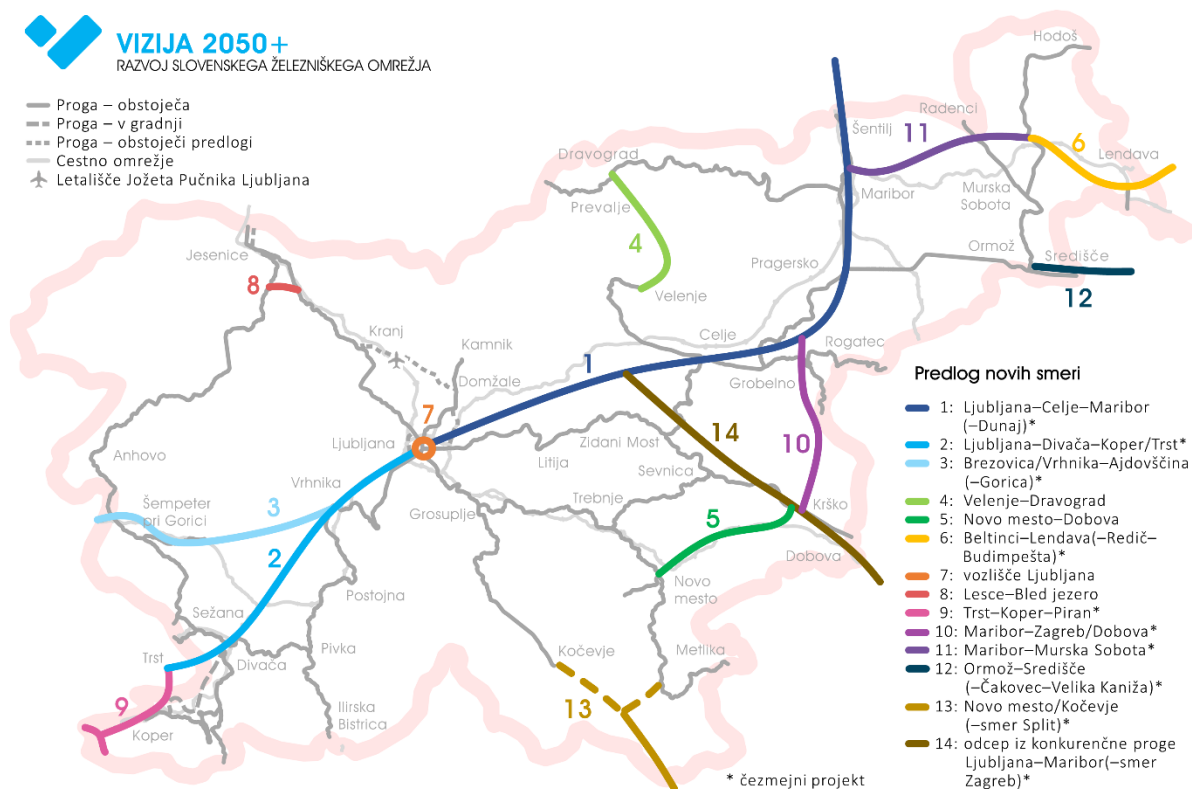 VIZIJA 2050+
RAZVOJ SLOVENSKEGA ŽELEZNIŠKEGA OMREŽJA
Proga – obstoječa
Proga – v gradnji
Proga – obstoječi predlogi
Cestno omrežje
Letališče Jožeta Pučnika Ljubljana
Hodoš
Radenci
Šentilj
11
6
Dravograd
Lendava
Prevalje
Maribor
Murska
Sobota
4
Jesenice
Ormož
Središče
Pragersko
8
Velenje
12
Kranj
Celje
Kamnik
Rogatec
1
Domžale
Grobelno
Predlog novih smeri
1: Ljubljana–Celje–Maribor
(–Dunaj)*
2: Ljubljana–Divača–Koper/Trst*
3: Brezovica/Vrhnika–Ajdovščina
(–Gorica)*
4: Velenje–Dravograd
5: Novo mesto–Dobova
6: Beltinci–Lendava(–Redič–
Budimpešta)*
7: vozlišče Ljubljana
8: Lesce–Bled jezero
9: Trst–Koper–Piran*
10: Maribor–Zagreb/Dobova*
11: Maribor–Murska Sobota*
12: Ormož–Središče
(–Čakovec–Velika Kaniža)*
13: Novo mesto/Kočevje
(–smer Split)*
14: odcep iz konkurenčne proge
Ljubljana–Maribor(–smer
Zagreb)*
7
Ljubljana
Zidani Most
14
10
Anhovo
Litija
Sevnica
Vrhnika
Šempeter
pri Gorici
3
Trebnje
Krško
Grosuplje
5
2
Dobova
Postojna
Novo
mesto
Sežana
Pivka
Kočevje
Metlika
Trst
Divača
9
Ilirska
Bistrica
13
Koper
* čezmejni projekt